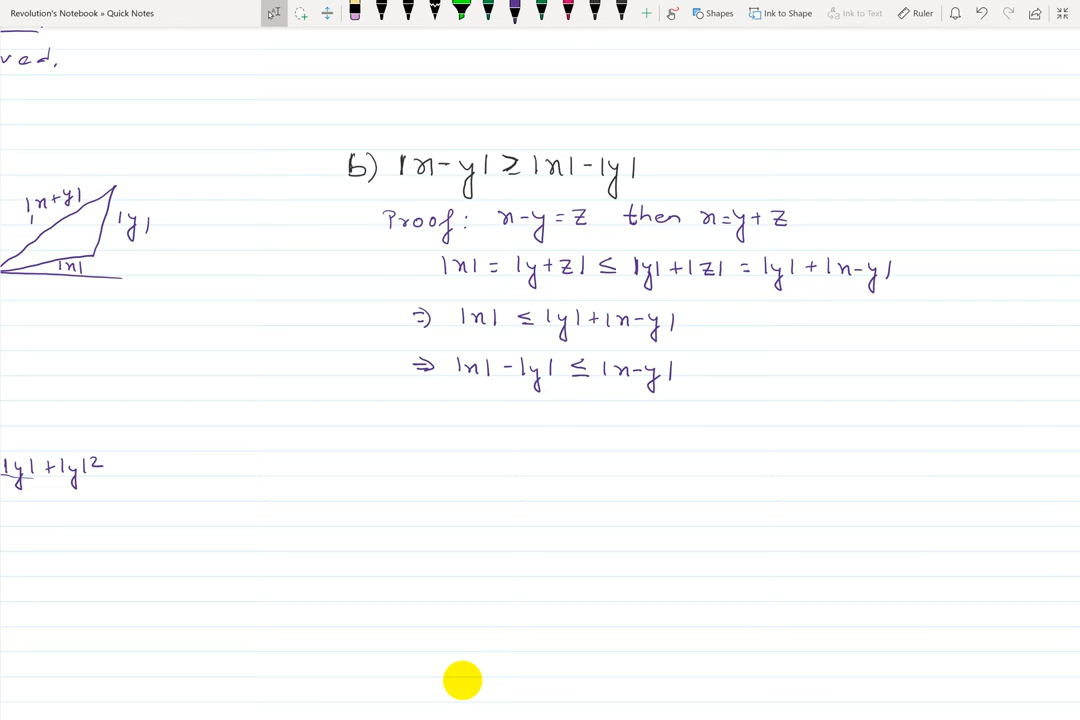 Revolution's Notebook » Quick Notes
Shapes
Ink to Shape
Ink to Text
Ruler
ved.
|x+y|
|y|
|x|
b) |x-y| ≥ |x| - |y|
Proof: x-y = z then x = y + z
|x| = |y+z| ≤ |y| + |z| = |y| + |x-y|
⇒ |x| ≤ |y| + |x-y|
⇒ |x| - |y| ≤ |x-y|
|y| + |y|²